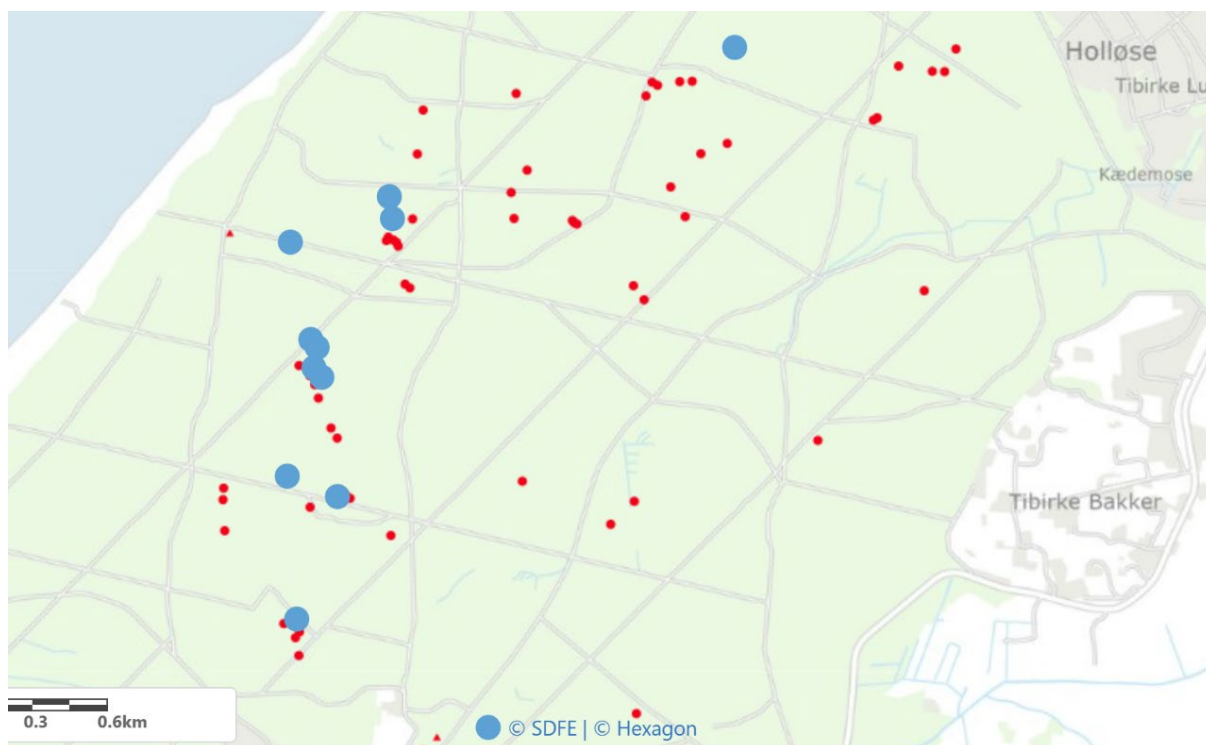 Holløse
Tibirke Lu
Kædemose
Tibirke Bakker
0.3 0.6km
© SDFE | © Hexagon